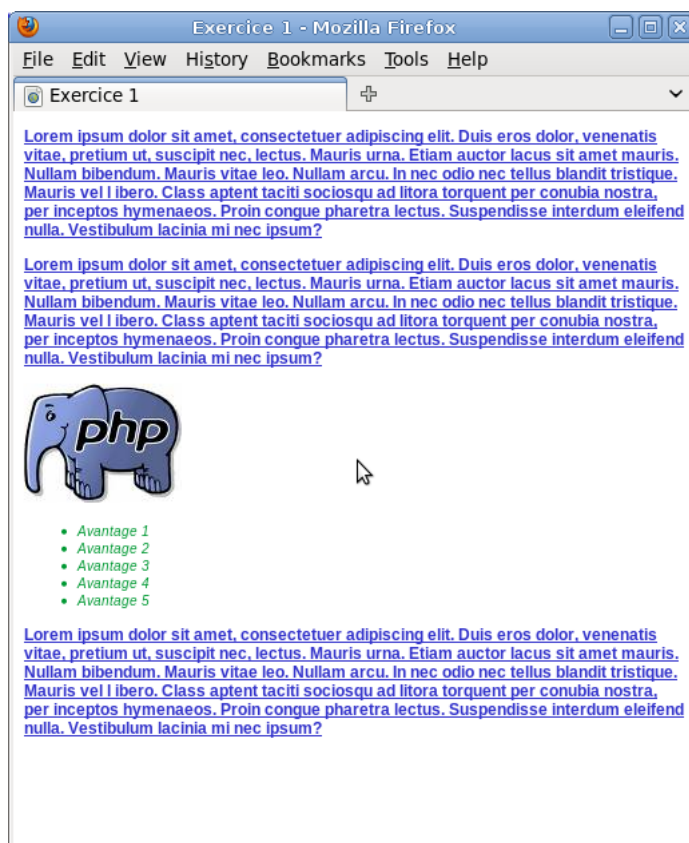 Exercice 1 - Mozilla Firefox
File Edit View History Bookmarks Tools Help
Exercice 1
Lorem ipsum dolor sit amet, consectetuer adipiscing elit. Duis eros dolor, venenatis
vitae, pretium ut, suscipit nec, lectus. Mauris urna. Etiam auctor lacus sit amet mauris.
Nullam bibendum. Mauris vitae leo. Nullam arcu. In nec odio nec tellus blandit tristique.
Mauris vel l ibero. Class aptent taciti sociosqu ad litora torquent per conubia nostra,
per inceptos hymenaeos. Proin congue pharetra lectus. Suspendisse interdum eleifend
nulla. Vestibulum lacinia mi nec ipsum?
Lorem ipsum dolor sit amet, consectetuer adipiscing elit. Duis eros dolor, venenatis
vitae, pretium ut, suscipit nec, lectus. Mauris urna. Etiam auctor lacus sit amet mauris.
Nullam bibendum. Mauris vitae leo. Nullam arcu. In nec odio nec tellus blandit tristique.
Mauris vel l ibero. Class aptent taciti sociosqu ad litora torquent per conubia nostra,
per inceptos hymenaeos. Proin congue pharetra lectus. Suspendisse interdum eleifend
nulla. Vestibulum lacinia mi nec ipsum?
php
• Avantage 1
• Avantage 2
• Avantage 3
• Avantage 4
• Avantage 5
Lorem ipsum dolor sit amet, consectetuer adipiscing elit. Duis eros dolor, venenatis
vitae, pretium ut, suscipit nec, lectus. Mauris urna. Etiam auctor lacus sit amet mauris.
Nullam bibendum. Mauris vitae leo. Nullam arcu. In nec odio nec tellus blandit tristique.
Mauris vel l ibero. Class aptent taciti sociosqu ad litora torquent per conubia nostra,
per inceptos hymenaeos. Proin congue pharetra lectus. Suspendisse interdum eleifend
nulla. Vestibulum lacinia mi nec ipsum?